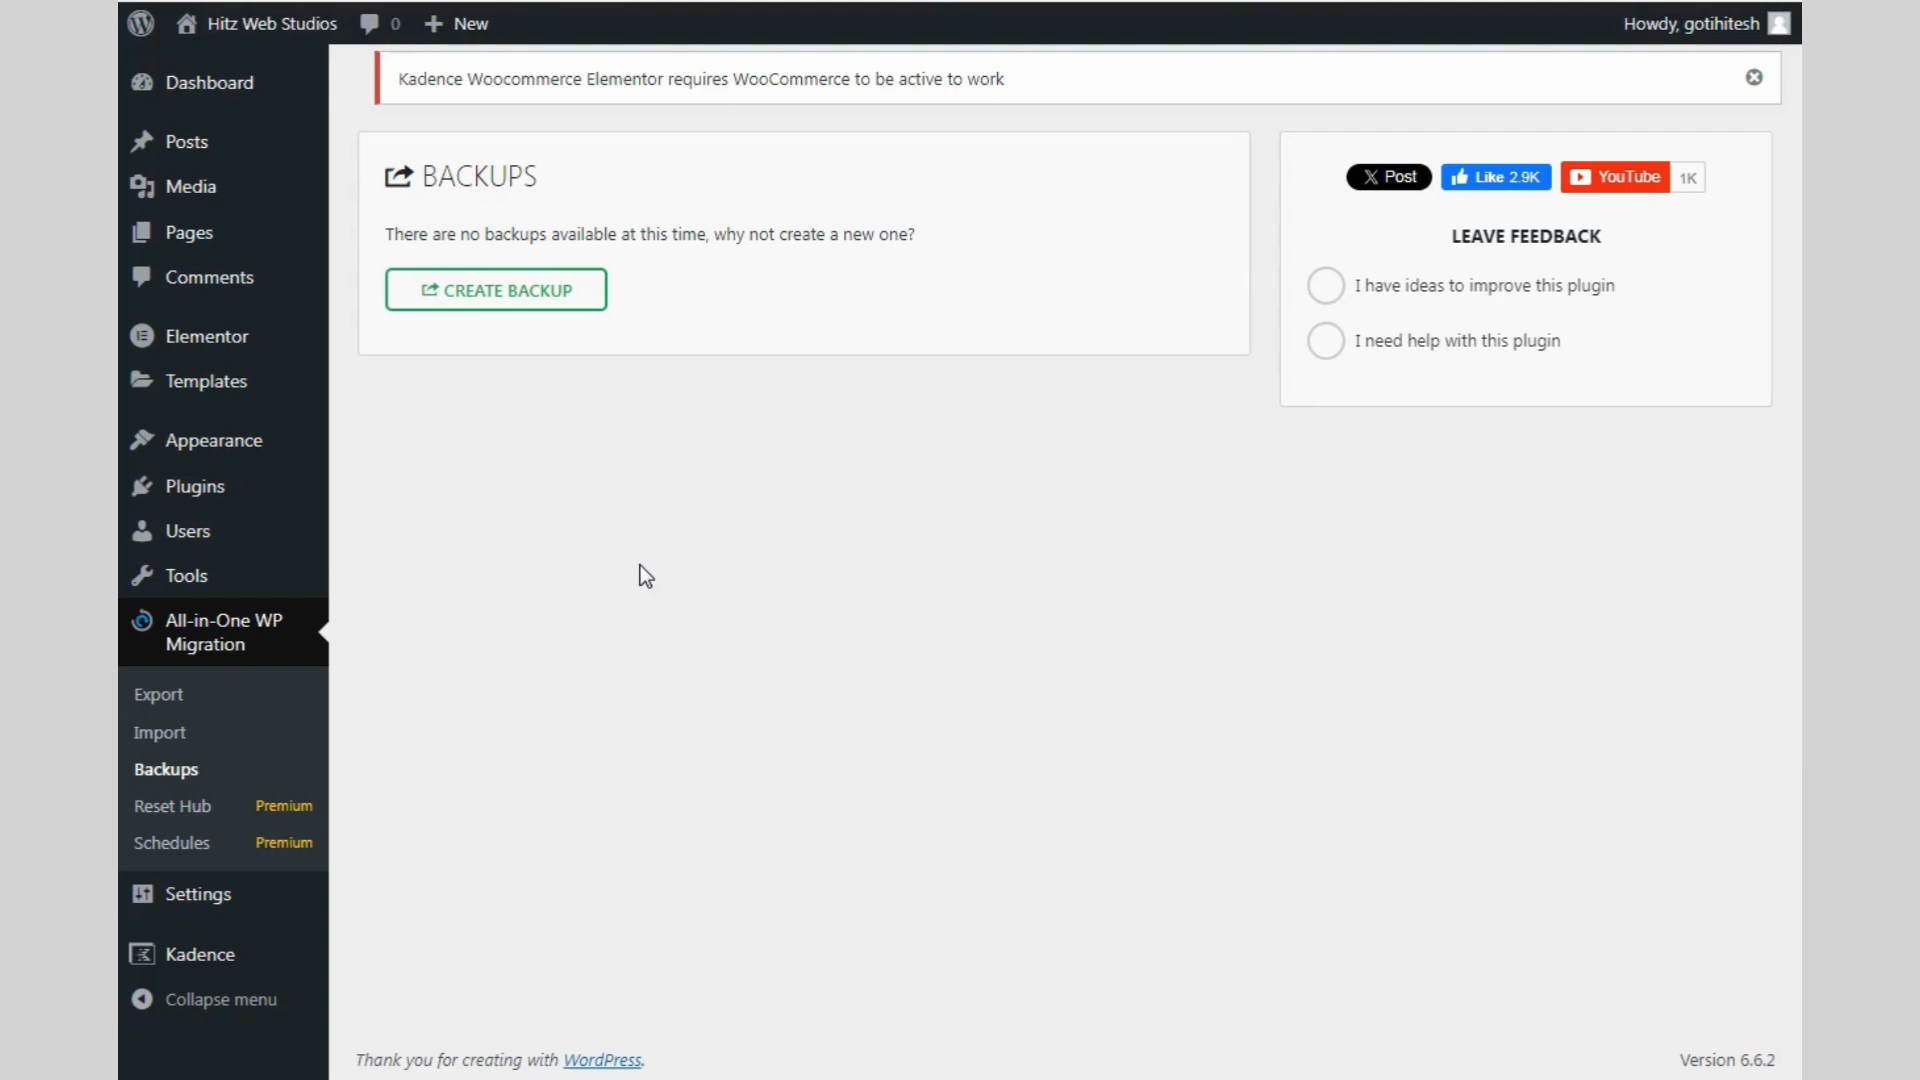 Hitz Web Studios 0 New Howdy, gotihitesh
Kadence Woocommerce Elementor requires WooCommerce to be active to work
Dashboard
Posts
Media
Pages
Comments
Elementor
Templates
Appearance
Plugins
Users
Tools
All-in-One WP
Migration
Export
Import
Backups
Reset Hub Premium
Schedules Premium
Settings
Kadence
Collapse menu
BACKUPS
There are no backups available at this time, why not create a new one?
CREATE BACKUP
X Post Like 2.9K YouTube 1K
LEAVE FEEDBACK
I have ideas to improve this plugin
I need help with this plugin
Thank you for creating with WordPress.
Version 6.6.2